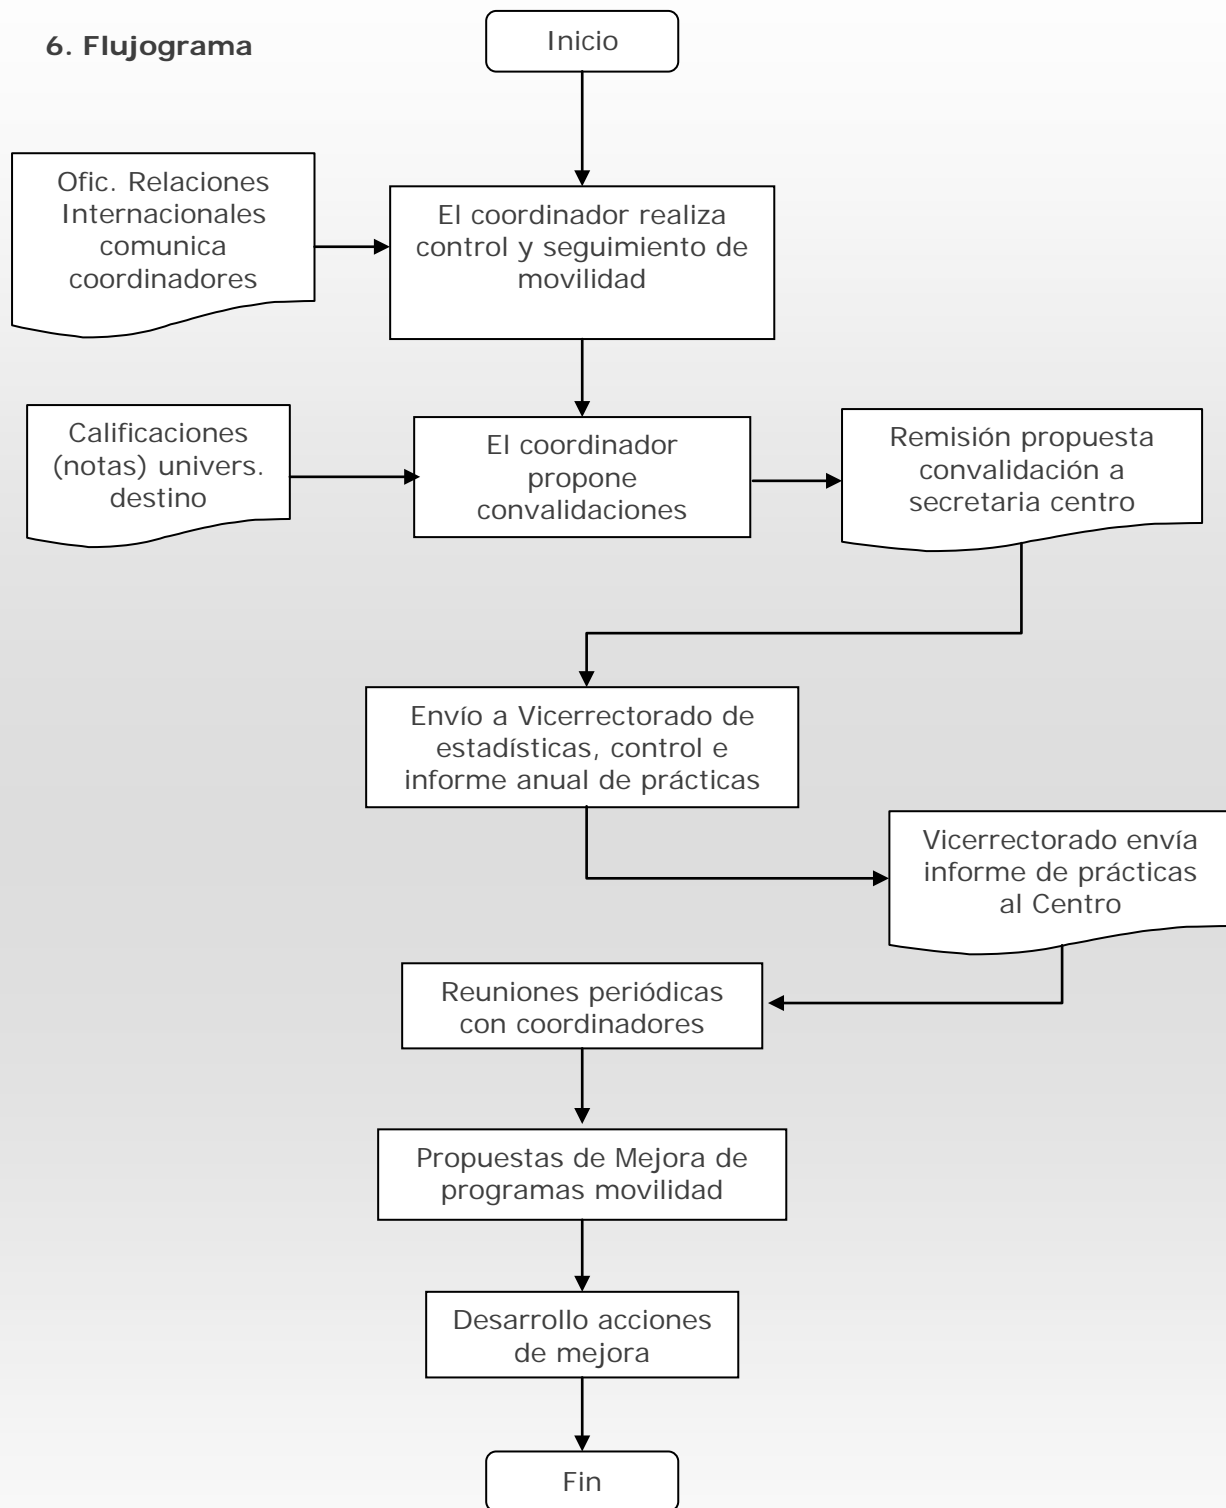 6. Flujograma
Inicio
Ofic. Relaciones
Internacionales
comunica
coordinadores
El coordinador realiza
control y seguimiento de
movilidad
Calificaciones
(notas) univers.
destino
El coordinador
propone
convalidaciones
Remisión propuesta
convalidación a
secretaria centro
Envío a Vicerrectorado de
estadísticas, control e
informe anual de prácticas
Vicerrectorado envía
informe de prácticas
al Centro
Reuniones periódicas
con coordinadores
Propuestas de Mejora de
programas movilidad
Desarrollo acciones
de mejora
Fin